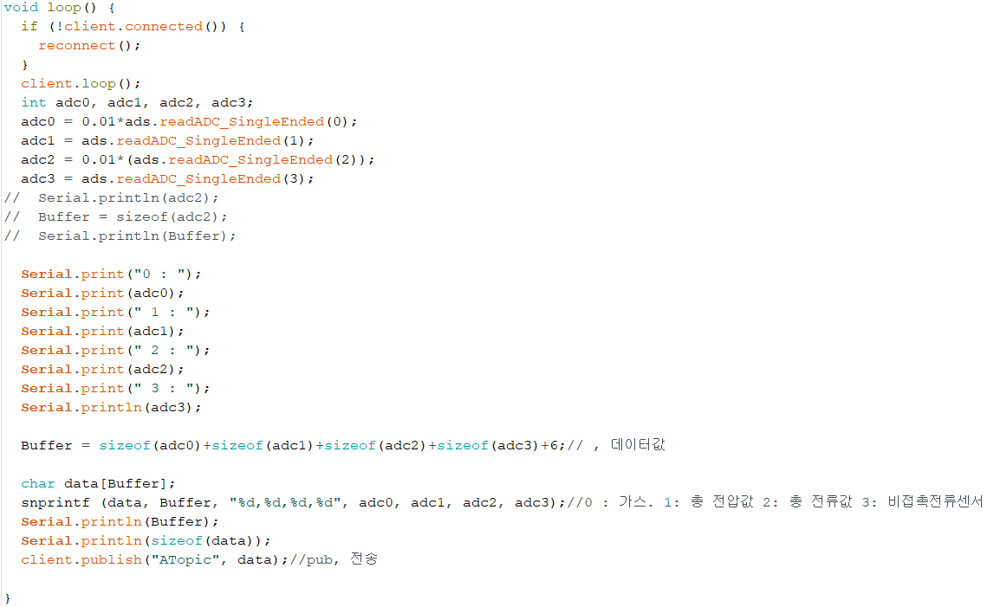 void loop() {
  if (!client.connected()) {
    reconnect();
  }
  client.loop();
  int adc0, adc1, adc2, adc3;
  adc0 = 0.01*ads.readADC_SingleEnded(0);
  adc1 = ads.readADC_SingleEnded(1);
  adc2 = 0.01*(ads.readADC_SingleEnded(2));
  adc3 = ads.readADC_SingleEnded(3);
//  Serial.println(adc2);
//  Buffer = sizeof(adc2);
//  Serial.println(Buffer);
  Serial.print("0 : ");
  Serial.print(adc0);
  Serial.print(" 1 : ");
  Serial.print(adc1);
  Serial.print(" 2 : ");
  Serial.print(adc2);
  Serial.print(" 3 : ");
  Serial.println(adc3);
  Buffer = sizeof(adc0)+sizeof(adc1)+sizeof(adc2)+sizeof(adc3)+6;// , 데이터값
  char data[Buffer];
  snprintf (data, Buffer, "%d,%d,%d,%d", adc0, adc1, adc2, adc3);//0 : 가스. 1: 총 전압값 2: 총 전류값 3: 비접촉전류센서
  Serial.println(Buffer);
  Serial.println(sizeof(data));
  client.publish("ATopic", data);//pub, 전송
}